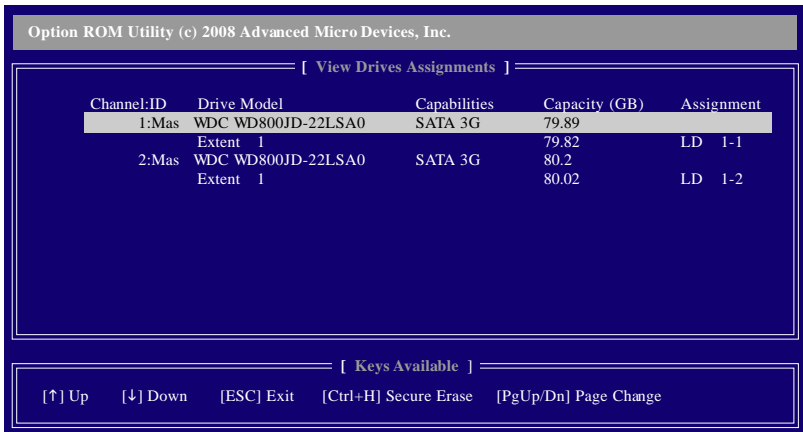 Option ROM Utility (c) 2008 Advanced Micro Devices, Inc.
[ View Drives Assignments ]
Channel:ID Drive Model Capabilities Capacity (GB) Assignment
1:Mas WDC WD800JD-22LSA0 SATA 3G 79.89
Extent 1 79.82 LD 1-1
2:Mas WDC WD800JD-22LSA0 SATA 3G 80.2
Extent 1 80.02 LD 1-2
[ Keys Available ]
[↑] Up [↓] Down [ESC] Exit [Ctrl+H] Secure Erase [PgUp/Dn] Page Change